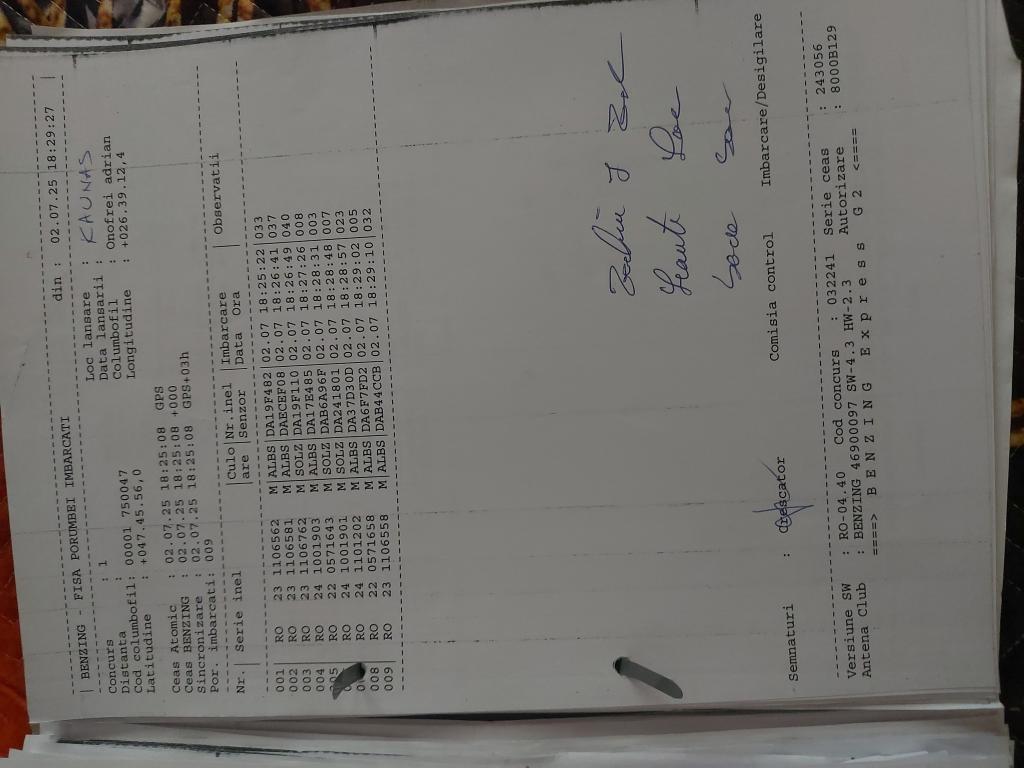 | BENZING - FISA PORUMBEI IMBARCATI din : 02.07.25 18:29:27 |
Concurs : 1 Loc lansare : KAUNAS
Distanta : Data lansarii :
Cod columbofil: 00001 750047 Columbofil : Onofrei adrian
Latitudine : +047.45.56,0 Longitudine : +026.39.12,4
Ceas Atomic : 02.07.25 18:25:08 GPS
Ceas BENZING : 02.07.25 18:25:08 +000
Sincronizare : 02.07.25 18:25:08 GPS+03h
Por. imbarcati: 009
Nr.| Serie inel |Culo|Nr.inel |Imbarcare | Observatii
|are |Senzor |Data Ora |
001 | RO 23 1106562 M|ALBS|DA19F482|02.07 18:25:22|033
002 | RO 23 1106581 M|ALBS|DAECEF08|02.07 18:26:41|037
003 | RO 23 1106762 M|SOLZ|DA19F110|02.07 18:26:49|040
004 | RO 24 1001903 M|ALBS|DA17E485|02.07 18:27:26|008
05 | RO 22 0571643 M|SOLZ|DAB6A96F|02.07 18:28:31|003
RO 24 1001901 M|SOLZ|DA241801|02.07 18:28:48|007
RO 24 1101202 M|ALBS|DA37D30D|02.07 18:28:57|023
008 | RO 22 0571658 M|ALBS|DA6F7FD2|02.07 18:29:02|005
009 | RO 23 1106558 M|ALBS|DAB44CCB|02.07 18:29:10|032
Semnaturi : Crescator Comisia control Imbarcare/Desigilare
Versiune SW : RO-04.40 Cod concurs : 032241 Serie ceas : 243056
Antena Club : BENZING 46900097 SW-4.3 HW-2.3 Autorizare : 8000B129
====> B E N Z I N G E x p r e s s G 2 <====